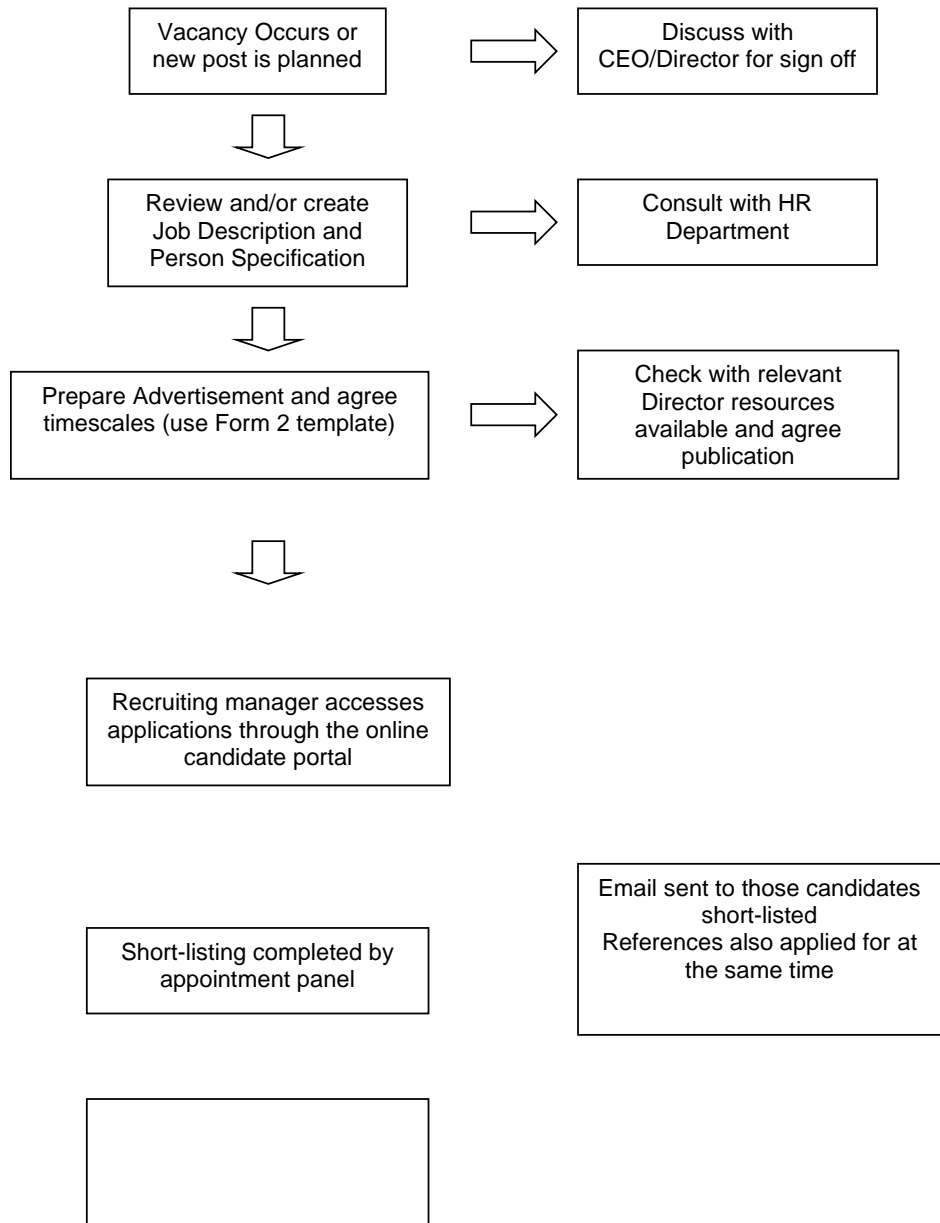 Vacancy Occurs or
new post is planned
Discuss with
CEO/Director for sign off
Review and/or create
Job Description and
Person Specification
Consult with HR
Department
Prepare Advertisement and agree
timescales (use Form 2 template)
Check with relevant
Director resources
available and agree
publication
Recruiting manager accesses
applications through the online
candidate portal
Email sent to those candidates
short-listed
References also applied for at
the same time
Short-listing completed by
appointment panel